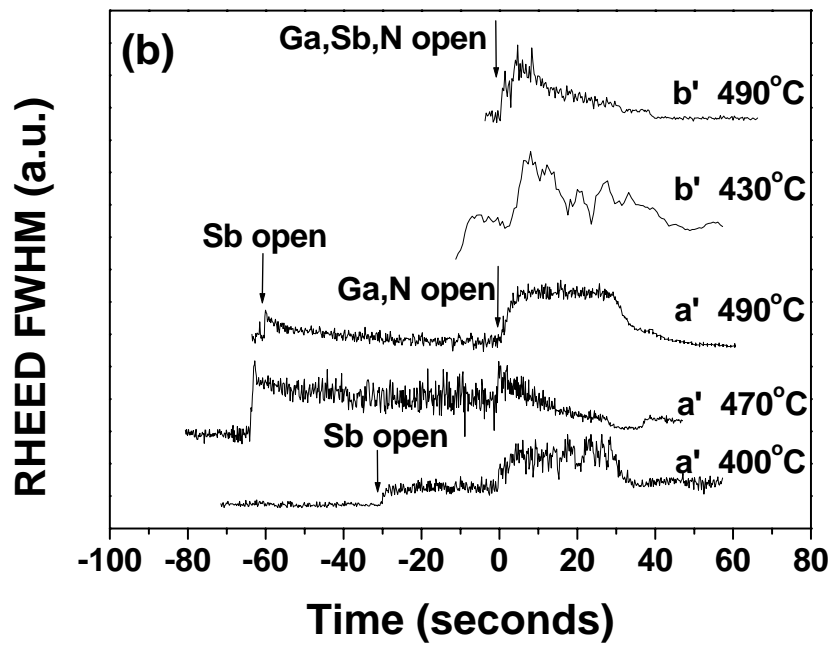 (b)
Ga,Sb,N open
b' 490°C
b' 430°C
Sb open
Ga,N open
a' 490°C
a' 470°C
Sb open
a' 400°C
RHEED FWHM (a.u.)
-100 -80 -60 -40 -20 0 20 40 60 80
Time (seconds)